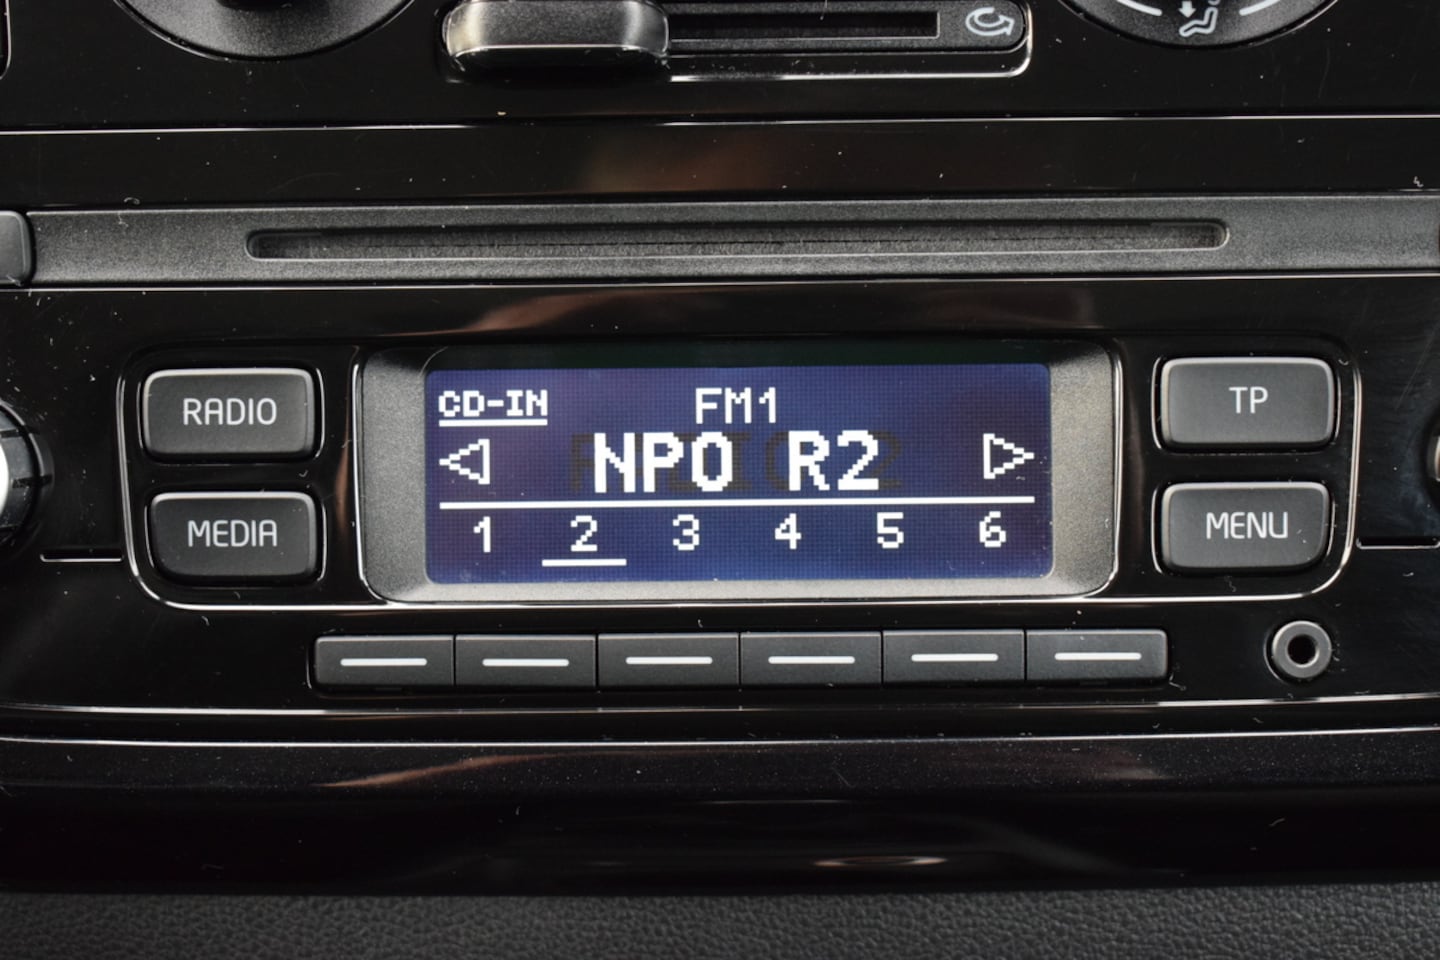 RADIO
MEDIA
CD-IN
FM1
NPO R2
1 2 3 4 5 6
TP
MENU